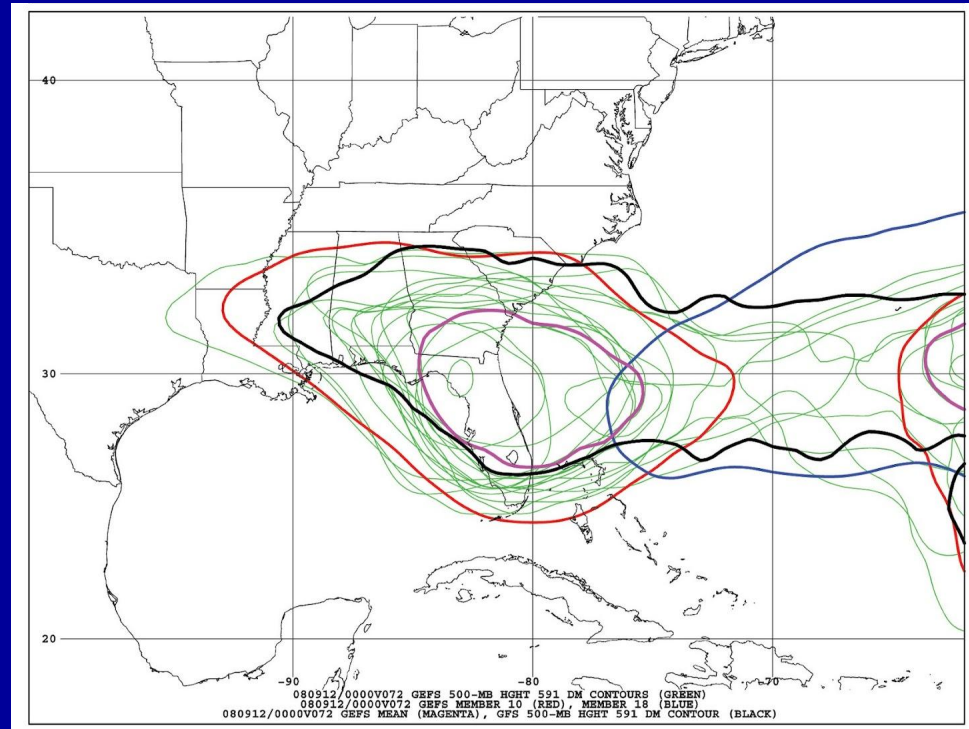 40
30
20
-90
-80
-70
080912/0000V072 GEFS 500-MB HGHT 591 DM CONTOURS (GREEN)
080912/0000V072 GEFS MEMBER 10 (RED), MEMBER 18 (BLUE)
080912/0000V072 GEFS MEAN (MAGENTA), GFS 500-MB HGHT 591 DM CONTOUR (BLACK)